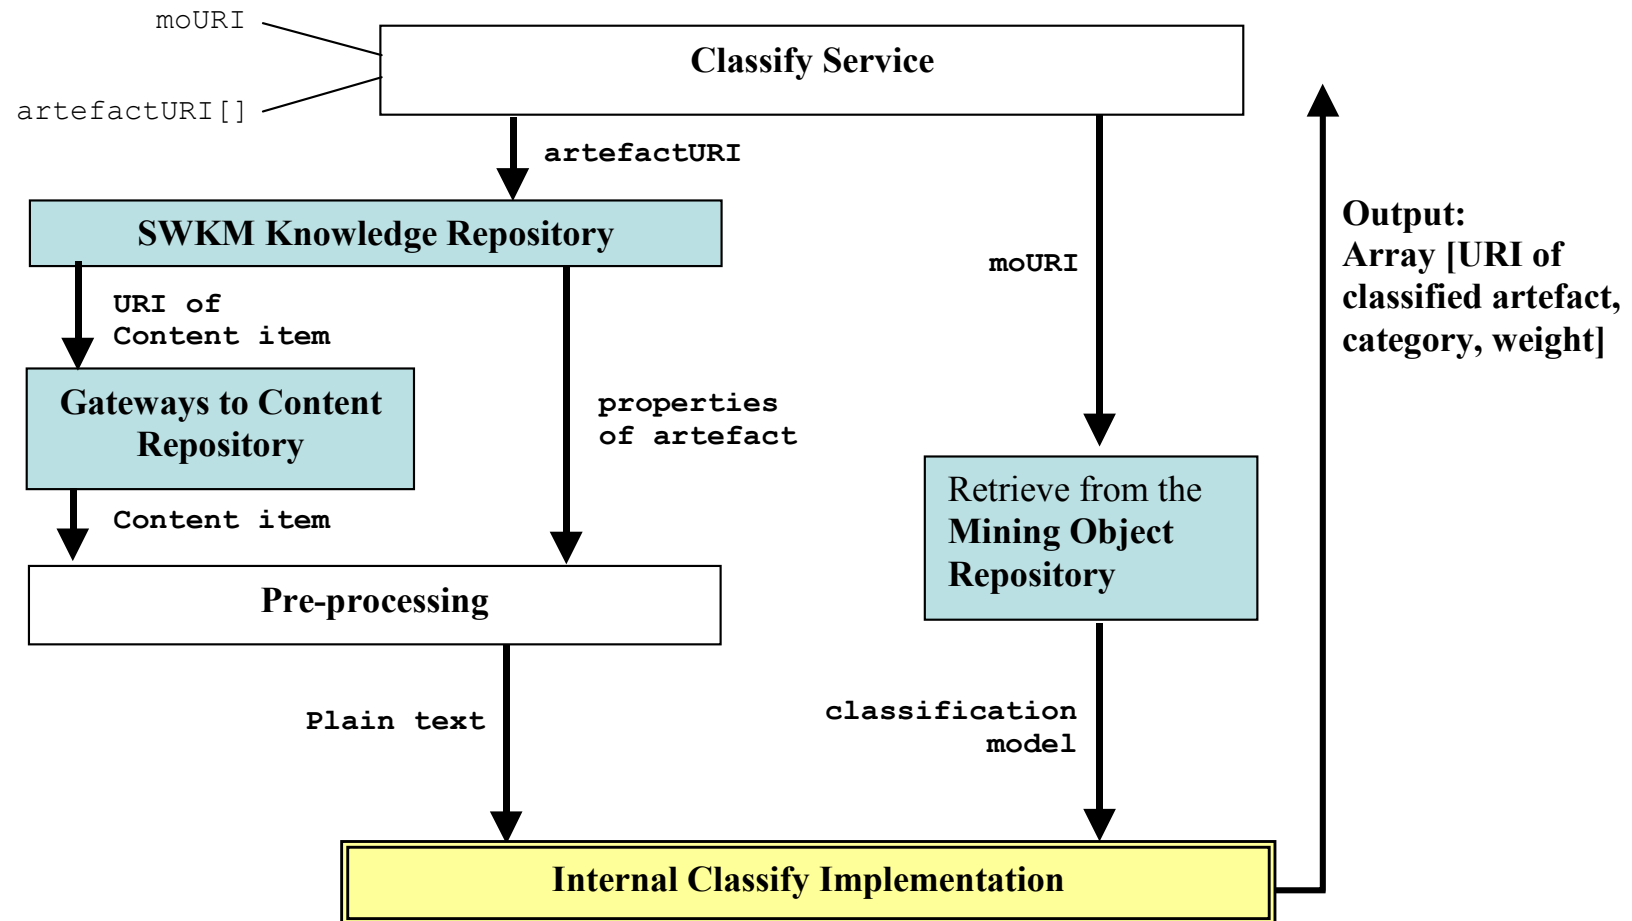 moURI
Classify Service
artefactURI[]
artefactURI
SWKM Knowledge Repository
moURI
Output:
Array [URI of
classified artefact,
category, weight]
URI of
Content item
Gateways to Content
Repository
properties
of artefact
Content item
Retrieve from the
Mining Object
Repository
Pre-processing
Plain text
classification
model
Internal Classify Implementation